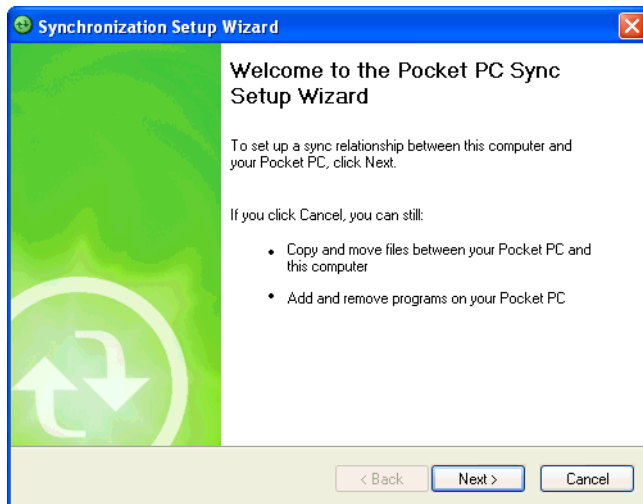 Synchronization Setup Wizard
Welcome to the Pocket PC Sync
Setup Wizard
To set up a sync relationship between this computer and
your Pocket PC, click Next.
If you click Cancel, you can still:
• Copy and move files between your Pocket PC and
this computer
• Add and remove programs on your Pocket PC
< Back Next > Cancel